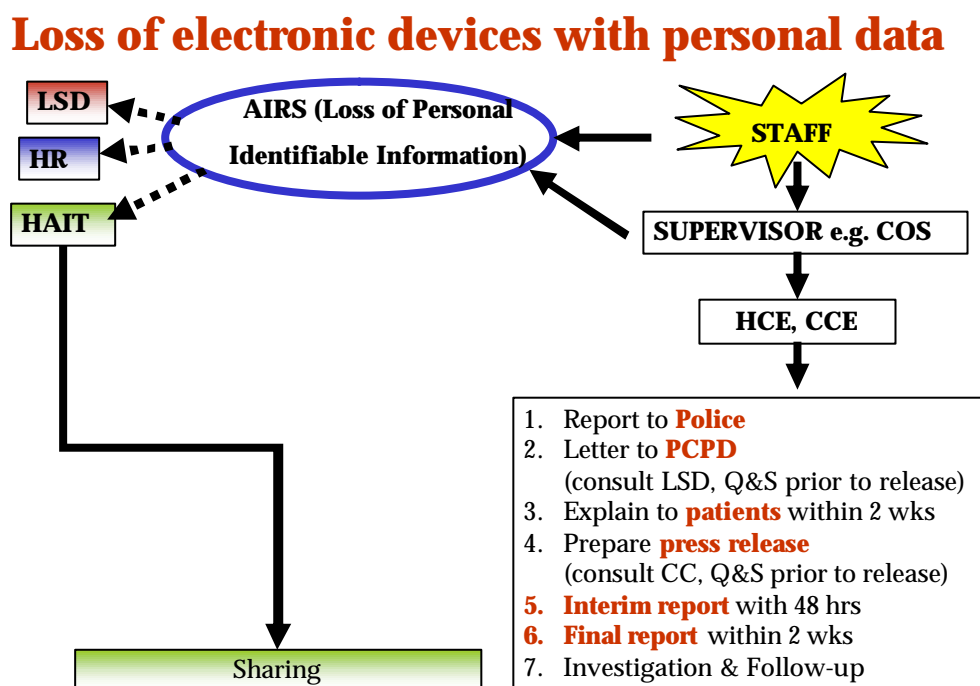 Loss of electronic devices with personal data
LSD
HR
HAIT
AIRS (Loss of Personal
Identifiable Information)
STAFF
SUPERVISOR e.g. COS
HCE, CCE
1. Report to Police
2. Letter to PCPD
(consult LSD, Q&S prior to release)
3. Explain to patients within 2 wks
4. Prepare press release
(consult CC, Q&S prior to release)
5. Interim report with 48 hrs
6. Final report within 2 wks
7. Investigation & Follow-up
Sharing